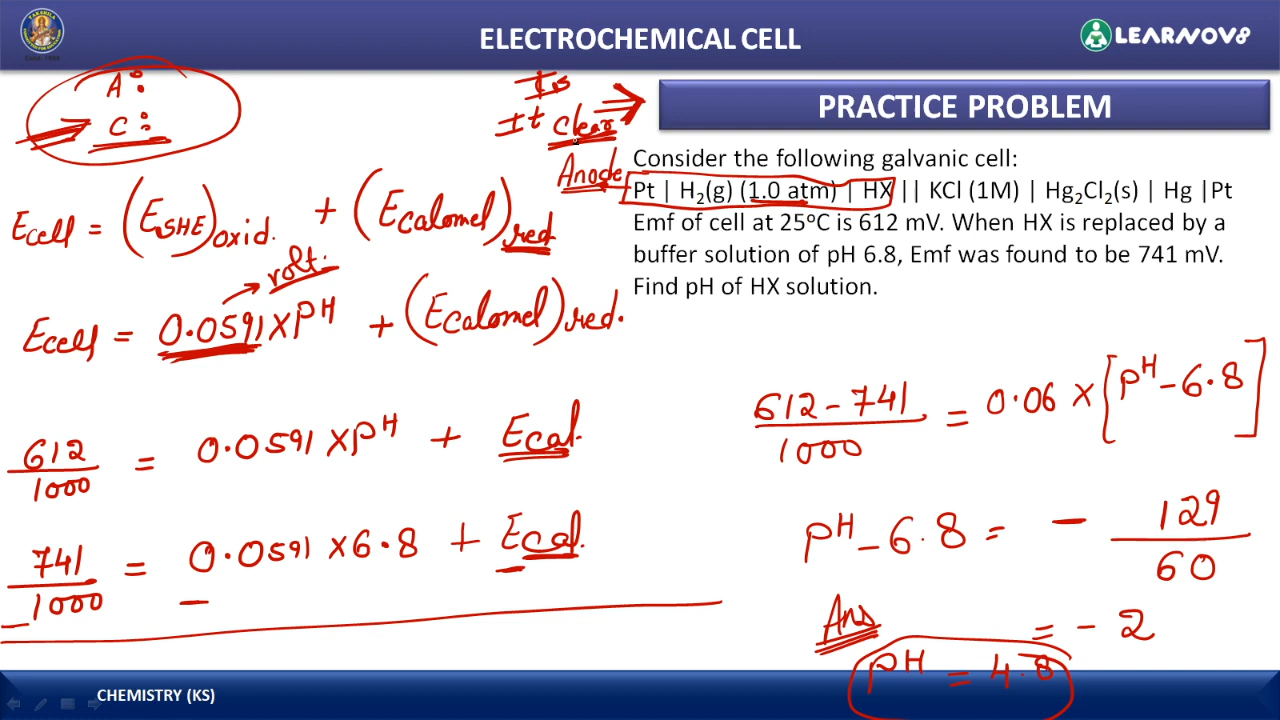 ELECTROCHEMICAL CELL
LEARNOV8
A :
C :
Is
It clear
Anode
PRACTICE PROBLEM
Consider the following galvanic cell:
Pt | H₂(g) (1.0 atm) | HX || KCl (1M) | Hg₂Cl₂(s) | Hg |Pt
Emf of cell at 25°C is 612 mV. When HX is replaced by a
buffer solution of pH 6.8, Emf was found to be 741 mV.
Find pH of HX solution.
Ecell = (ESHE)oxid. + (Ecalomel)red
volt.
Ecell = 0.0591 x pH + (Ecalomel)red.
612/1000 = 0.0591 x pH + Ecal.
741/1000 = 0.0591 x 6.8 + Ecal.
612 - 741/1000 = 0.06 x [pH - 6.8]
pH - 6.8 = - 129/60
= - 2
Ans
pH = 4.8
CHEMISTRY (KS)